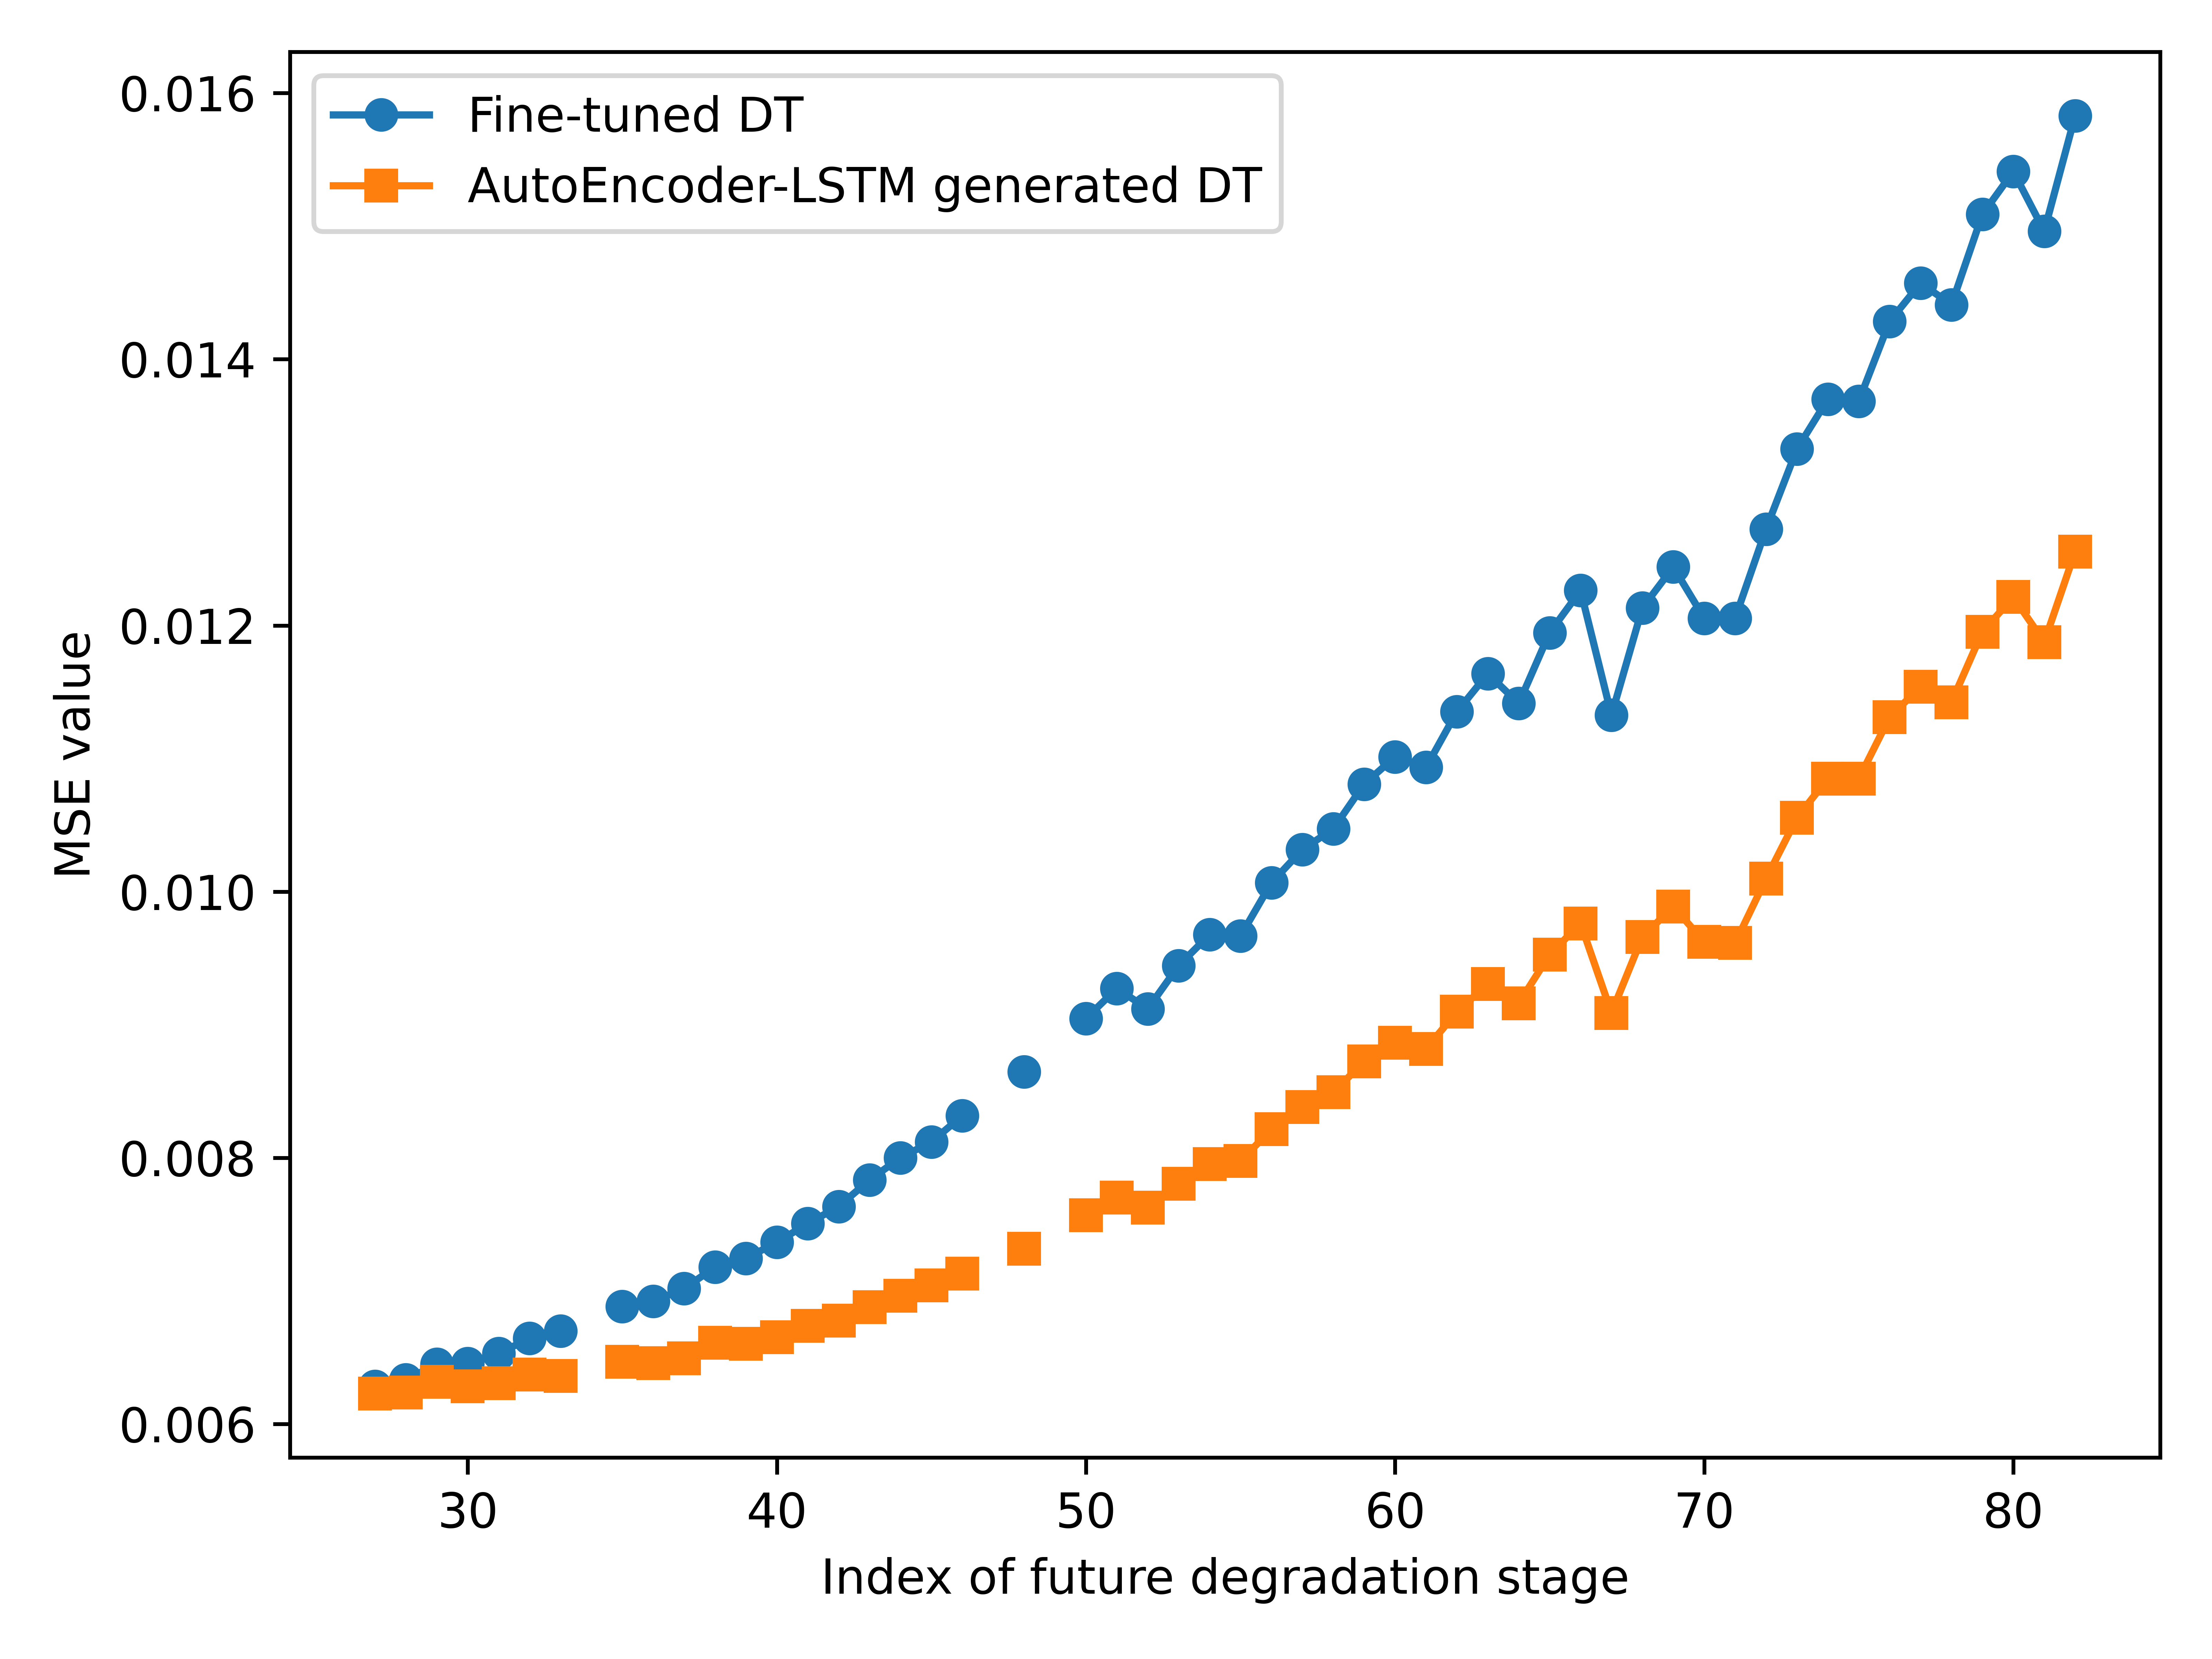 Fine-tuned DT
AutoEncoder-LSTM generated DT
0.016
0.014
0.012
0.010
0.008
0.006
MSE value
30 40 50 60 70 80
Index of future degradation stage